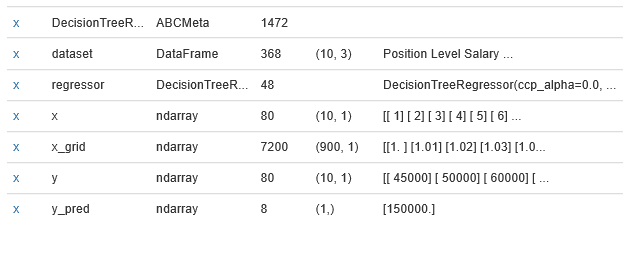 x DecisionTreeR... ABCMeta 1472
x dataset DataFrame 368 (10, 3) Position Level Salary ...
x regressor DecisionTreeR... 48 DecisionTreeRegressor(ccp_alpha=0.0, ...
x x ndarray 80 (10, 1) [[ 1] [ 2] [ 3] [ 4] [ 5] [ 6] ...
x x_grid ndarray 7200 (900, 1) [[1. ] [1.01] [1.02] [1.03] [1.0...
x y ndarray 80 (10, 1) [[ 45000] [ 50000] [ 60000] [ ...
x y_pred ndarray 8 (1,) [150000.]